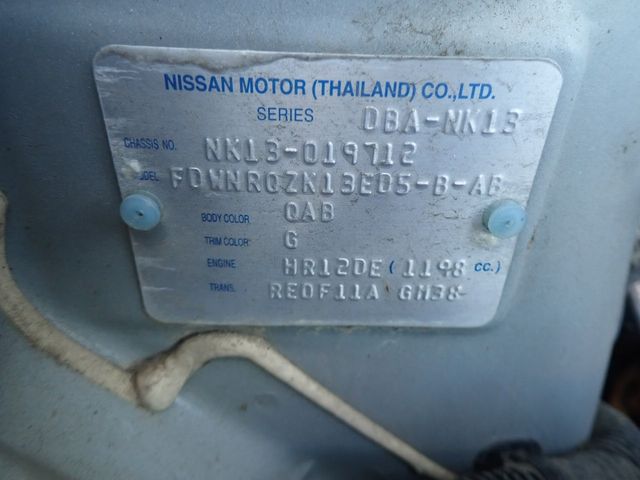 NISSAN MOTOR (THAILAND) CO.,LTD.
SERIES DBA-NK13
CHASSIS NO. NK13-019712
MODEL FDWNRQZK13ED5-B-AB
BODY COLOR QAB
TRIM COLOR G
ENGINE HR12DE (1198 cc.)
TRANS. RE0F11A GM38